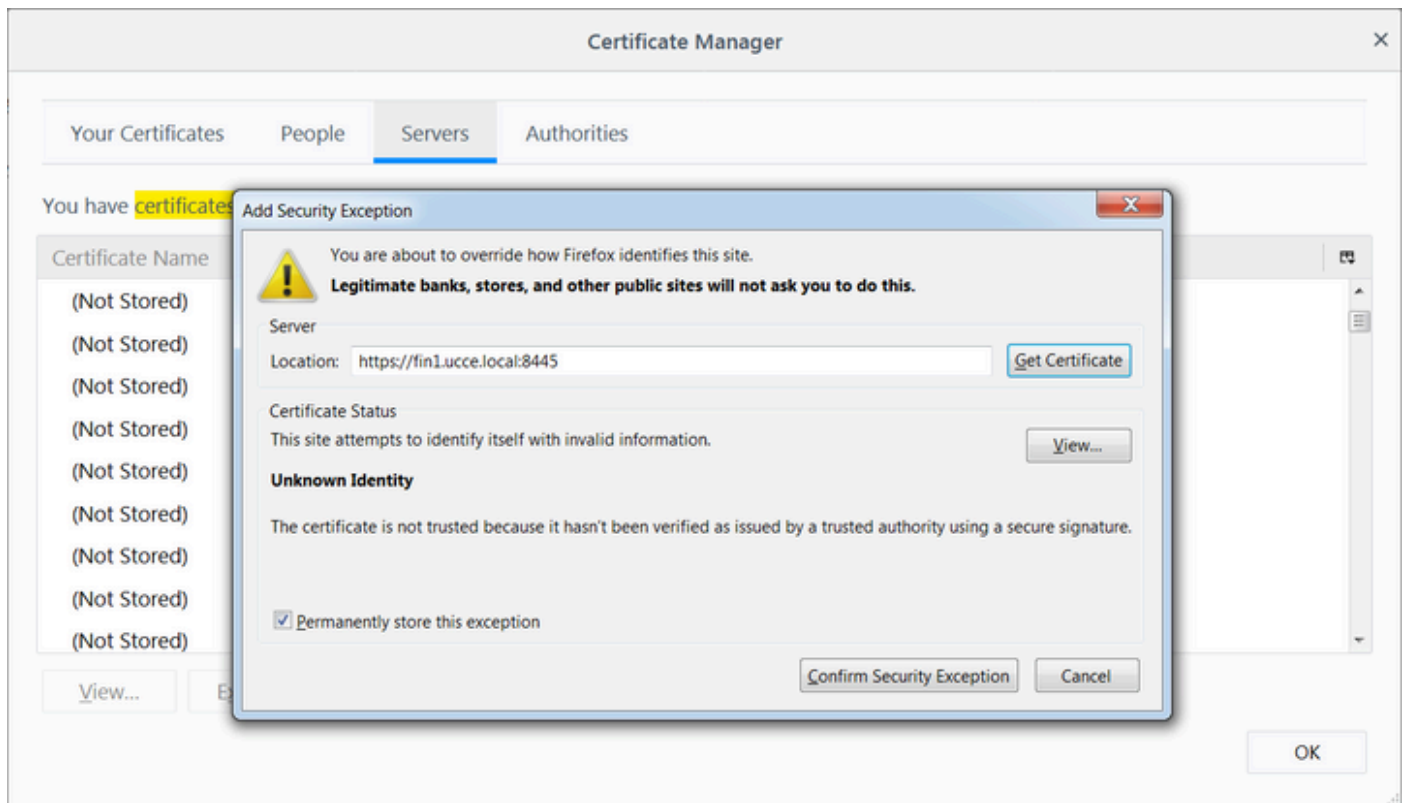 Certificate Manager
Your Certificates People Servers Authorities
You have certificates
Add Security Exception
You are about to override how Firefox identifies this site.
Legitimate banks, stores, and other public sites will not ask you to do this.
Server
Location: https://fin1.ucce.local:8445 Get Certificate
Certificate Status
This site attempts to identify itself with invalid information.
View...
Unknown Identity
The certificate is not trusted because it hasn't been verified as issued by a trusted authority using a secure signature.
Permanently store this exception
Confirm Security Exception Cancel
Certificate Name
(Not Stored)
(Not Stored)
(Not Stored)
(Not Stored)
(Not Stored)
(Not Stored)
(Not Stored)
(Not Stored)
(Not Stored)
View...
OK